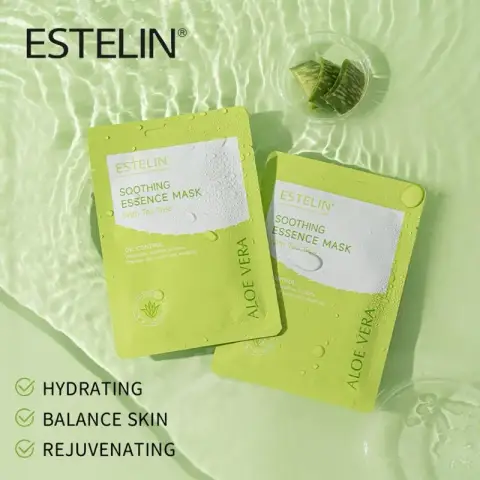 ESTELIN®
ESTELIN
SOOTHING
ESSENCE MASK
ALOE VERA
ESTELIN®
SOOTHING
ESSENCE MASK
ALOE VERA
HYDRATING
BALANCE SKIN
REJUVENATING